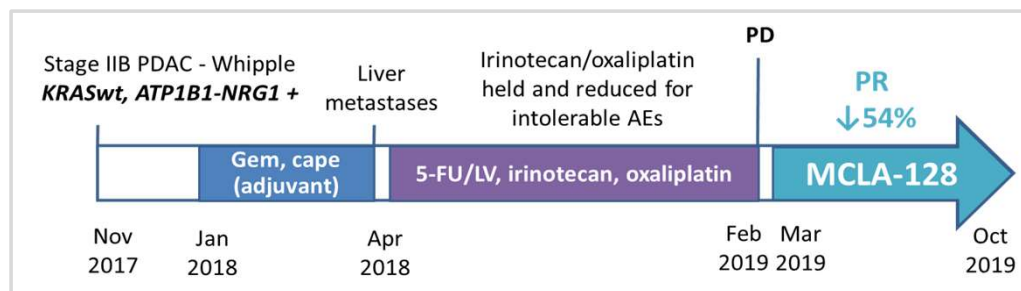 Stage IIB PDAC - Whipple
KRASwt, ATP1B1-NRG1 +
Liver
metastases
Irinotecan/oxaliplatin
held and reduced for
intolerable AEs
PD
PR
↓54%
Gem, cape
(adjuvant)
5-FU/LV, irinotecan, oxaliplatin
MCLA-128
Nov
2017
Jan
2018
Apr
2018
Feb
2019
Mar
2019
Oct
2019